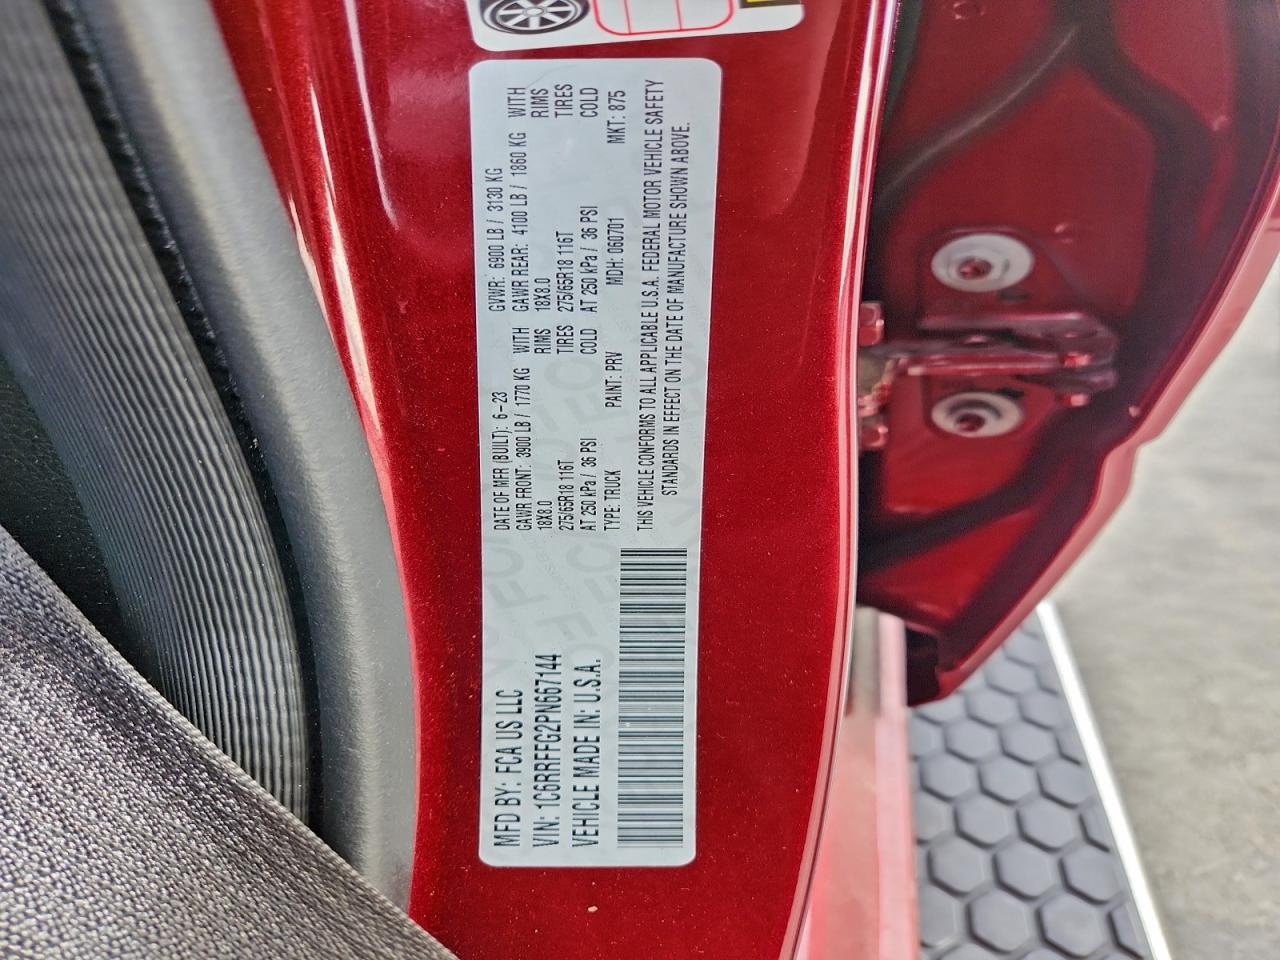 MFD BY: FCA US LLC
VIN: 1C6RRFFG2PN667144
VEHICLE MADE IN: U.S.A.
DATE OF MFR (BUILT): 6-23 GVWR: 6900 LB / 3130 KG
GAWR FRONT: 3900 LB / 1770 KG WITH GAWR REAR: 4100 LB / 1860 KG WITH
18X8.0 RIMS 18X8.0 RIMS
275/65R18 116T TIRES 275/65R18 116T TIRES
AT 250 kPa / 36 PSI COLD AT 250 kPa / 36 PSI COLD
TYPE: TRUCK PAINT: PRV MDH: 060701 MKT: 875
THIS VEHICLE CONFORMS TO ALL APPLICABLE U.S.A. FEDERAL MOTOR VEHICLE SAFETY
STANDARDS IN EFFECT ON THE DATE OF MANUFACTURE SHOWN ABOVE.